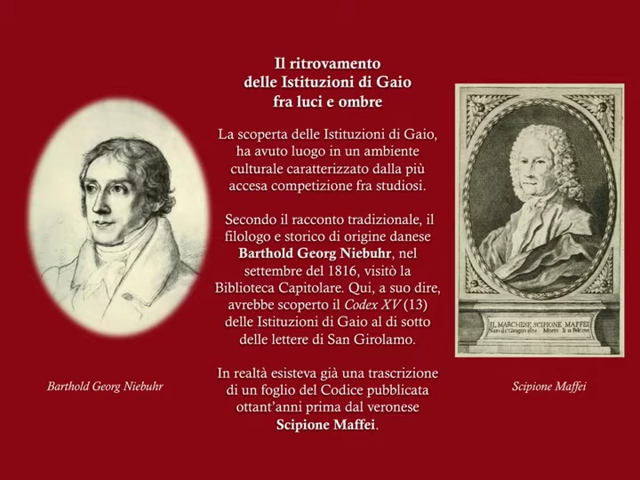 Il ritrovamento
delle Istituzioni di Gaio
fra luci e ombre
La scoperta delle Istituzioni di Gaio,
ha avuto luogo in un ambiente
culturale caratterizzato dalla più
accesa competizione fra studiosi.
Secondo il racconto tradizionale, il
filologo e storico di origine danese
Barthold Georg Niebuhr, nel
settembre del 1816, visitò la
Biblioteca Capitolare. Qui, a suo dire,
avrebbe scoperto il Codex XV (13)
delle Istituzioni di Gaio al di sotto
delle lettere di San Girolamo.
In realtà esisteva già una trascrizione
di un foglio del Codice pubblicata
ottant'anni prima dal veronese
Scipione Maffei.
Barthold Georg Niebuhr
IL MARCHESE SCIPIONE MAFFEI
Scipione Maffei